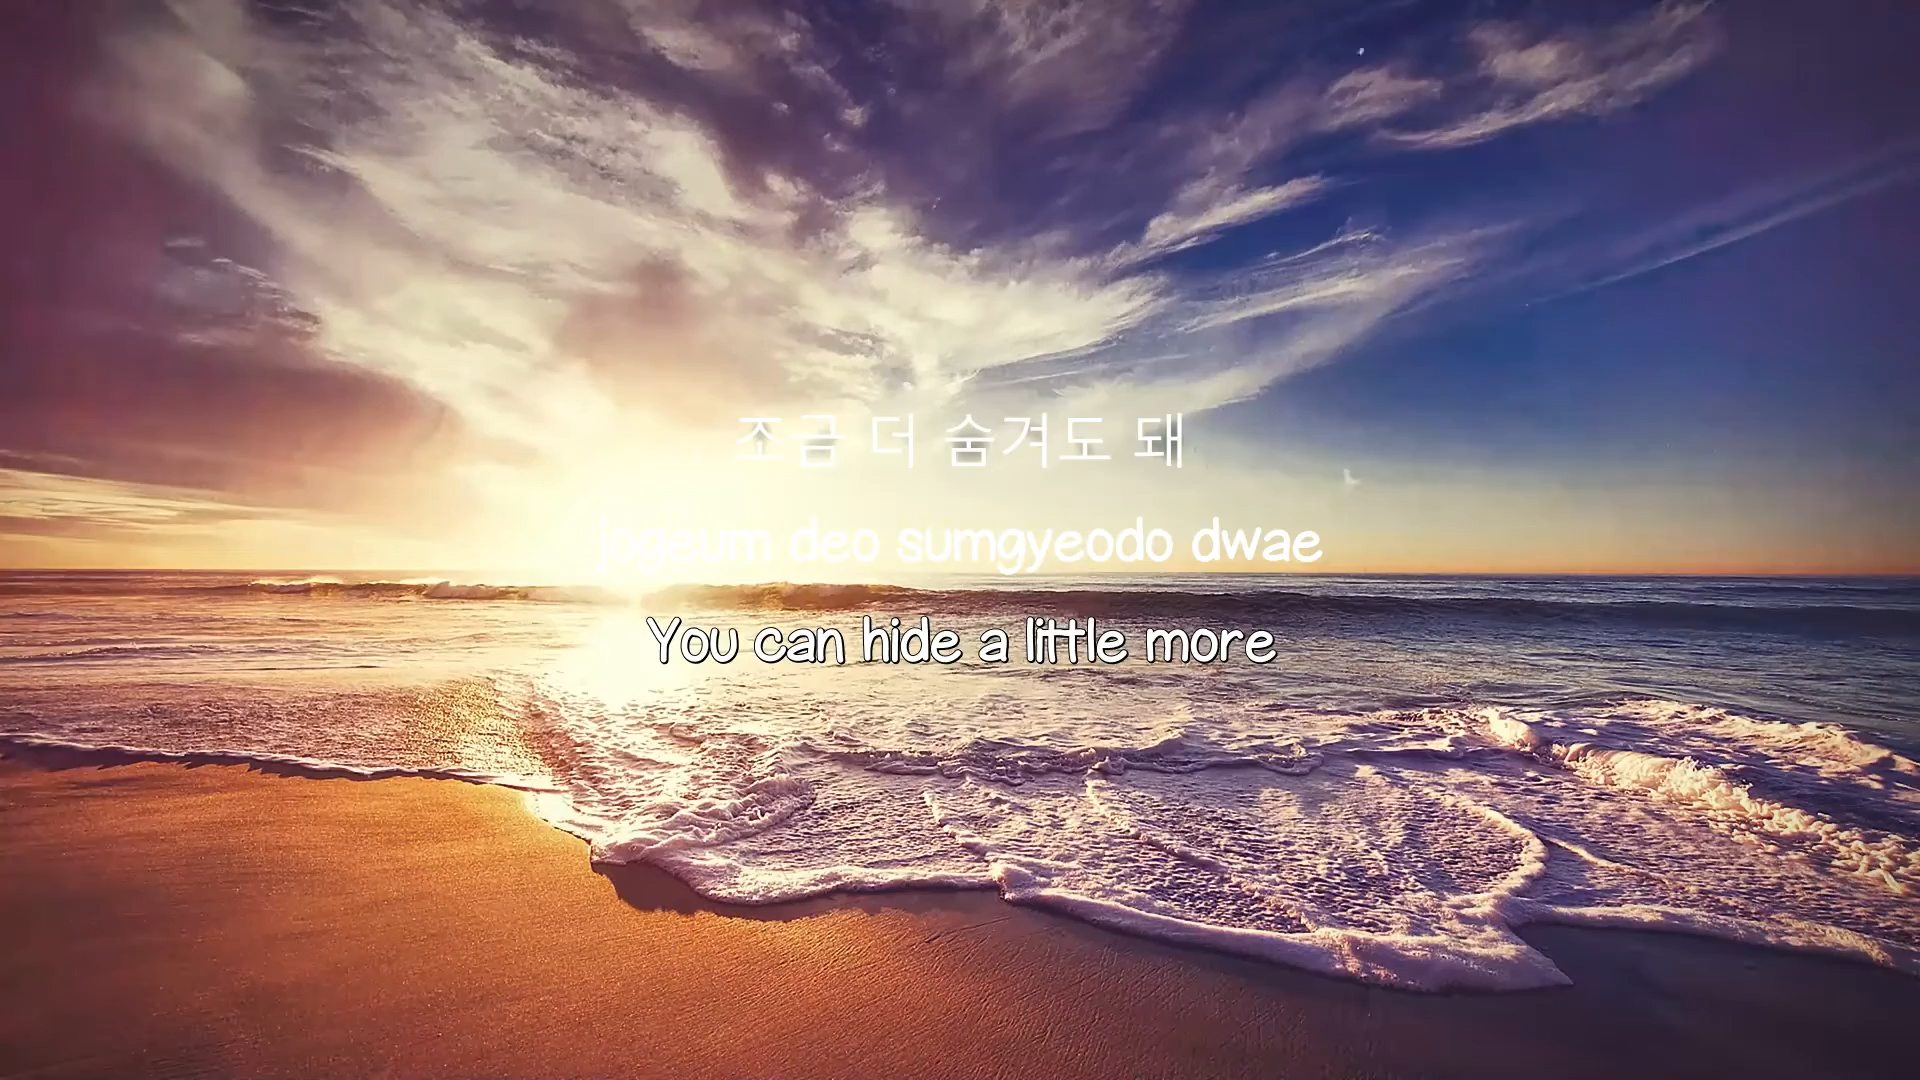 조금 더 숨겨도 돼
jogeum deo sumgyeodo dwae
You can hide a little more